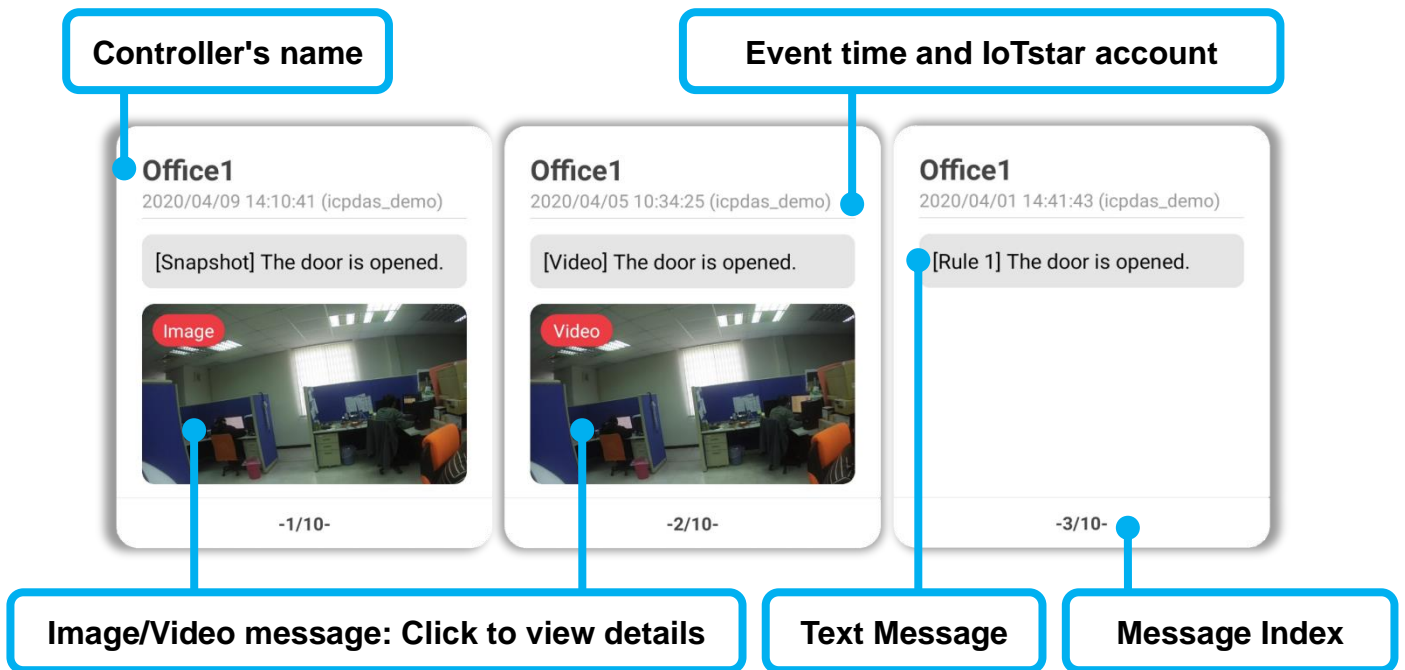 Controller's name
Event time and IoTstar account
Office1
2020/04/09 14:10:41 (icpdas_demo)
[Snapshot] The door is opened.
Image
-1/10-
Office1
2020/04/05 10:34:25 (icpdas_demo)
[Video] The door is opened.
Video
-2/10-
Office1
2020/04/01 14:41:43 (icpdas_demo)
[Rule 1] The door is opened.
-3/10-
Image/Video message: Click to view details
Text Message
Message Index